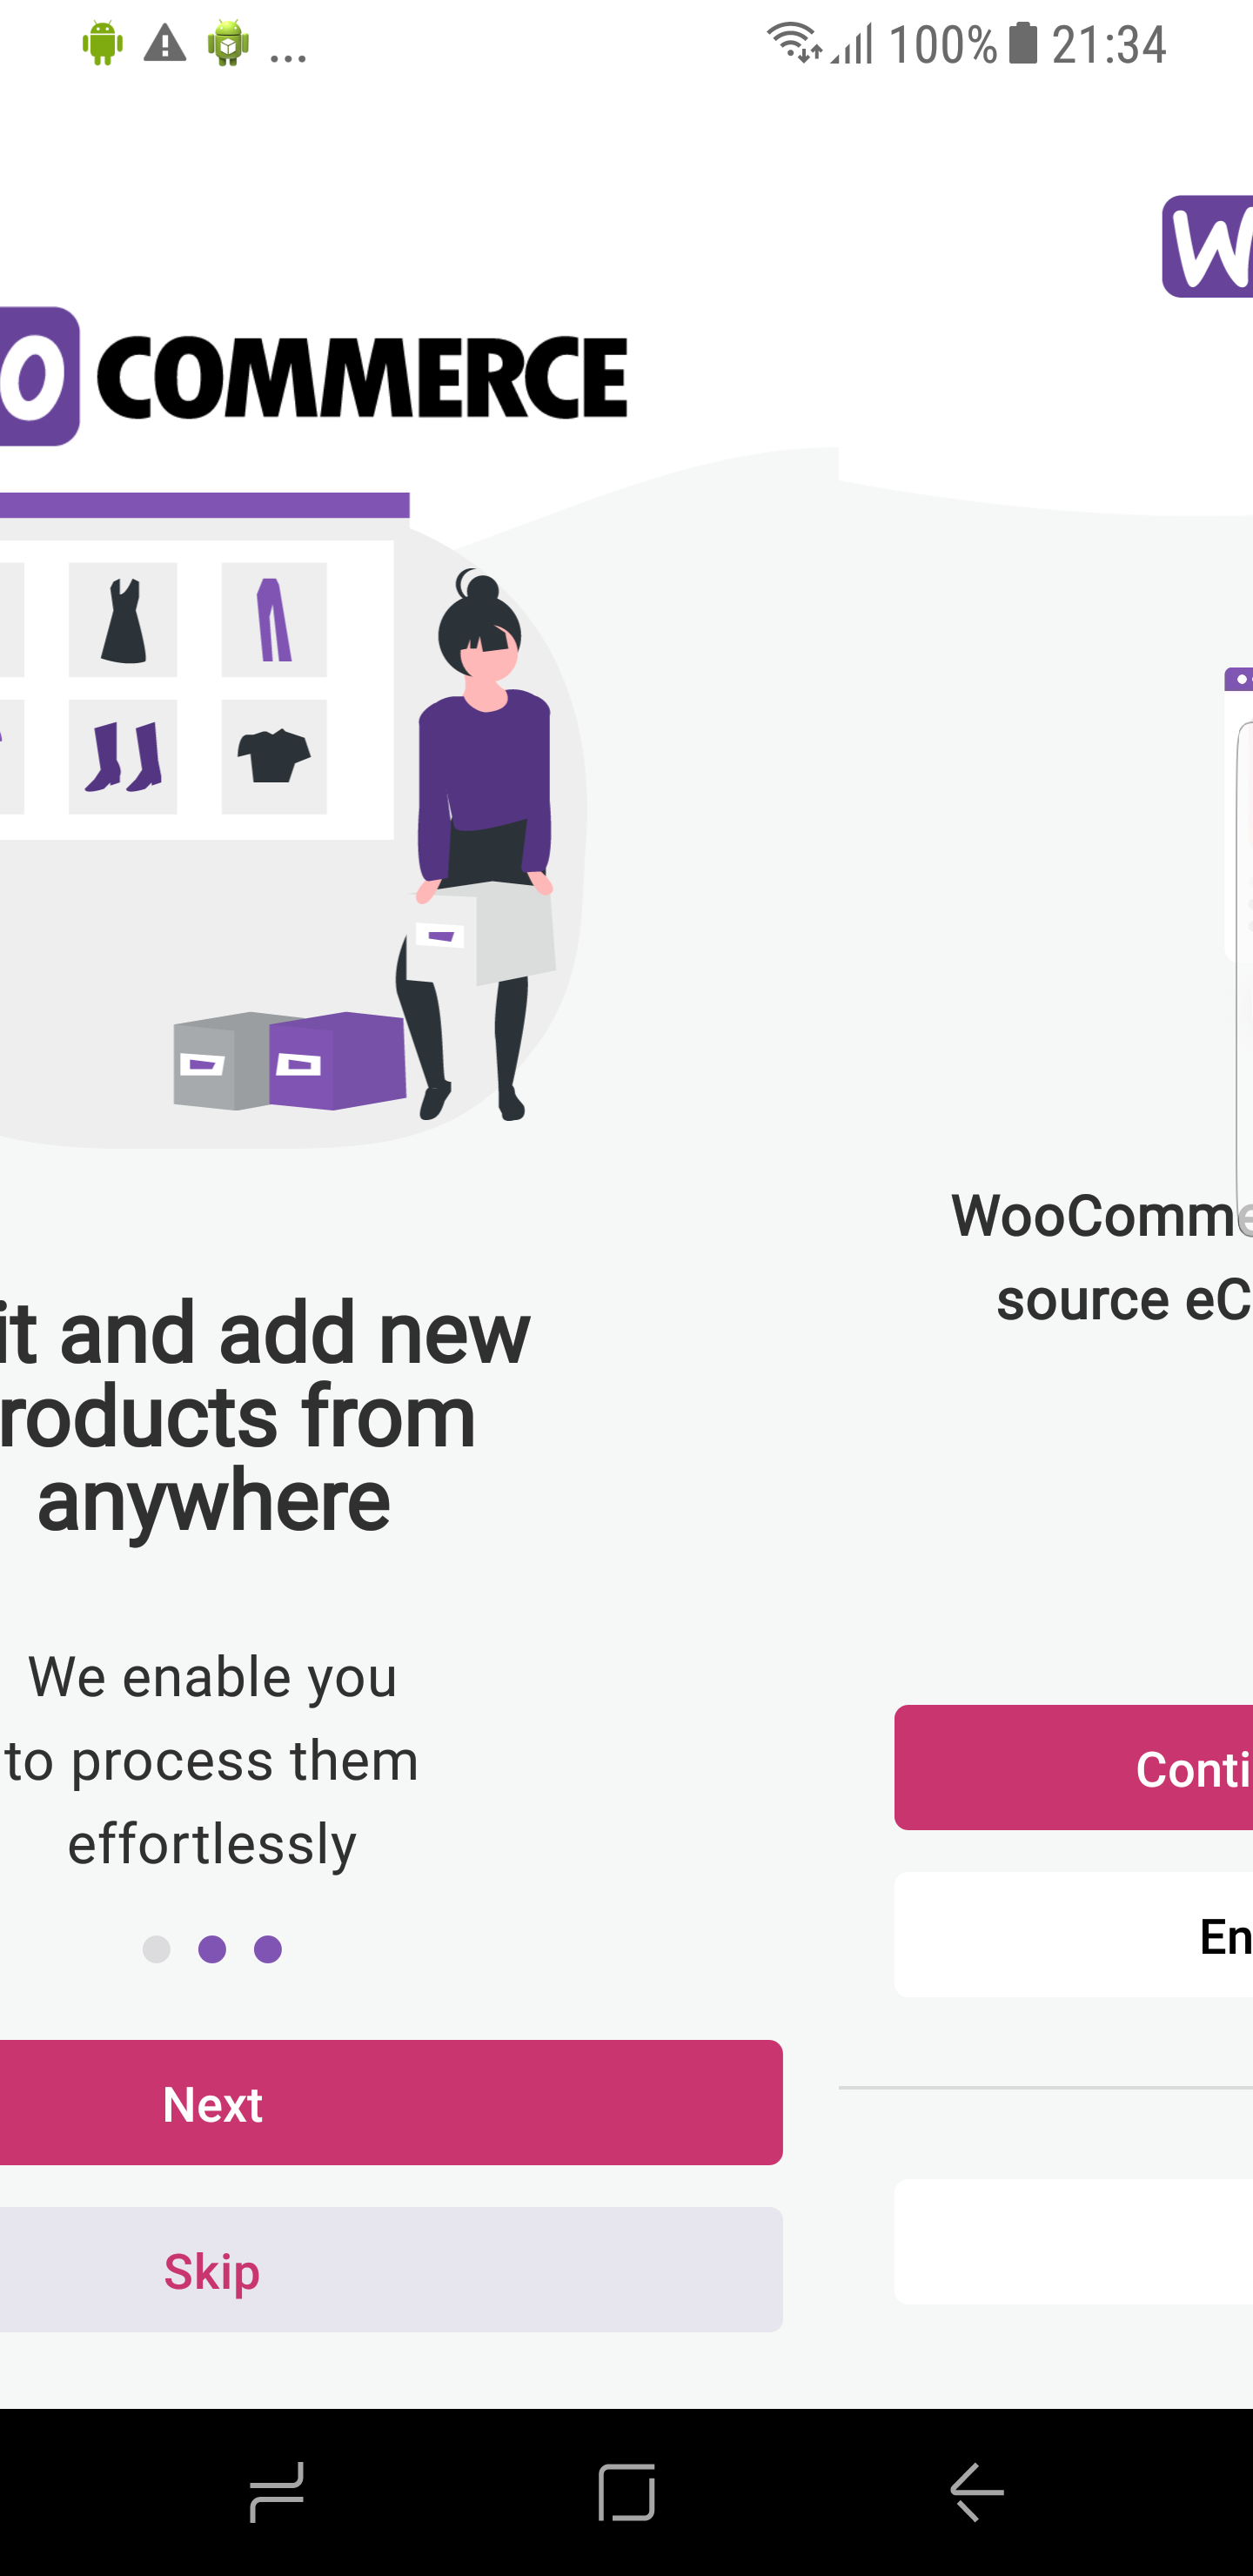 ... 100% 21:34
W
O COMMERCE
it and add new
roducts from
anywhere
We enable you
to process them
effortlessly
Next
Skip
WooComme
source eC
Conti
En